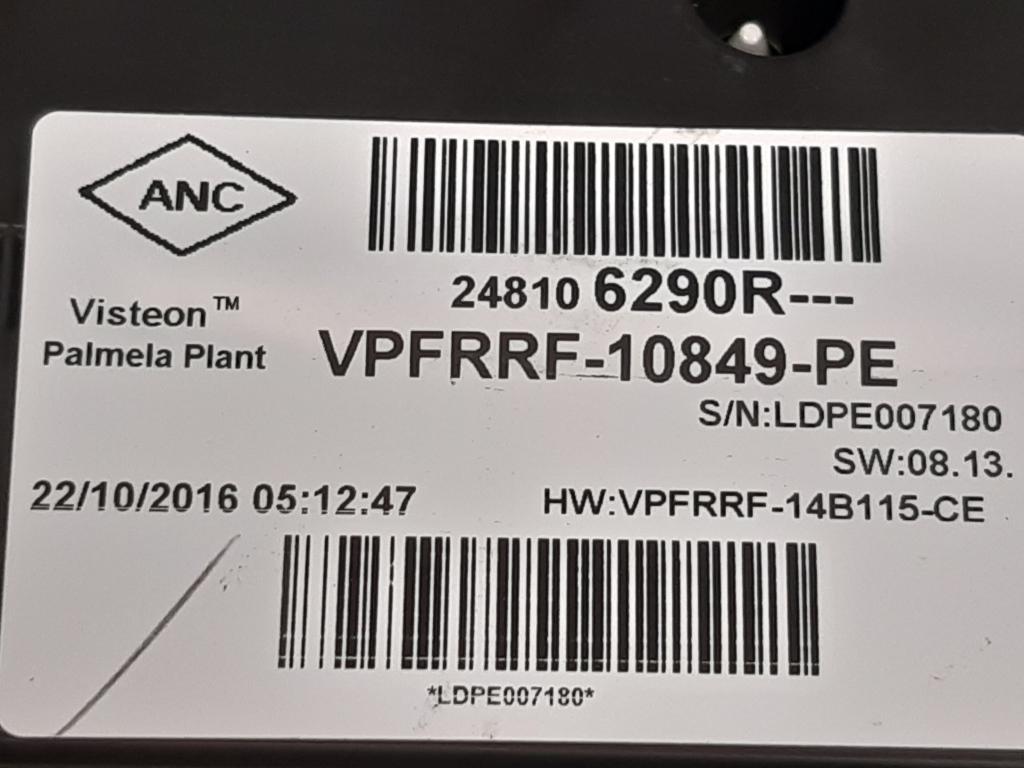 ANC
24810 6290R---
Visteon™
Palmela Plant
VPFRRF-10849-PE
S/N:LDPE007180
SW:08.13.
22/10/2016 05:12:47
HW:VPFRRF-14B115-CE
*LDPE007180*